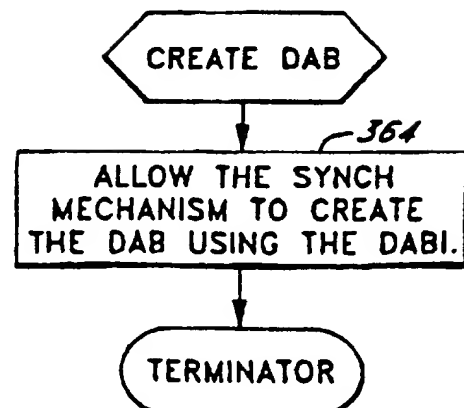 CREATE DAB
364
ALLOW THE SYNCH
MECHANISM TO CREATE
THE DAB USING THE DABI.
TERMINATOR